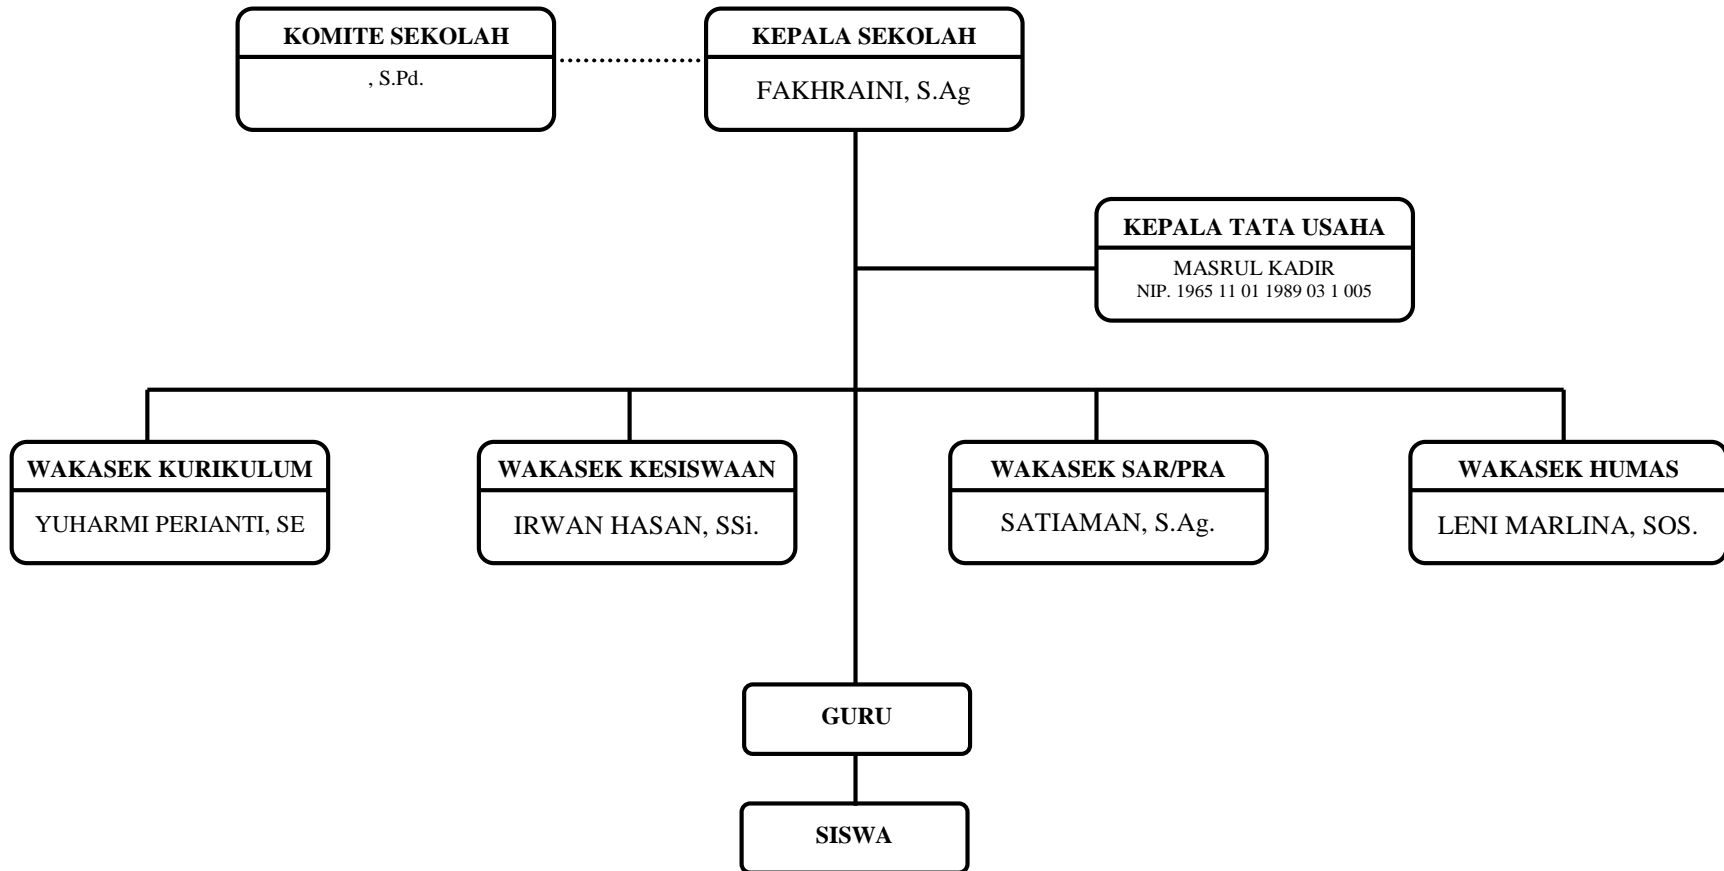 KOMITE SEKOLAH
, S.Pd.
KEPALA SEKOLAH
FAKHRAINI, S.Ag
KEPALA TATA USAHA
MASRUL KADIR
NIP. 1965 11 01 1989 03 1 005
WAKASEK KURIKULUM
YUHARMI PERIANTI, SE
WAKASEK KESISWAAN
IRWAN HASAN, SSi.
WAKASEK SAR/PRA
SATIAMAN, S.Ag.
WAKASEK HUMAS
LENI MARLINA, SOS.
GURU
SISWA